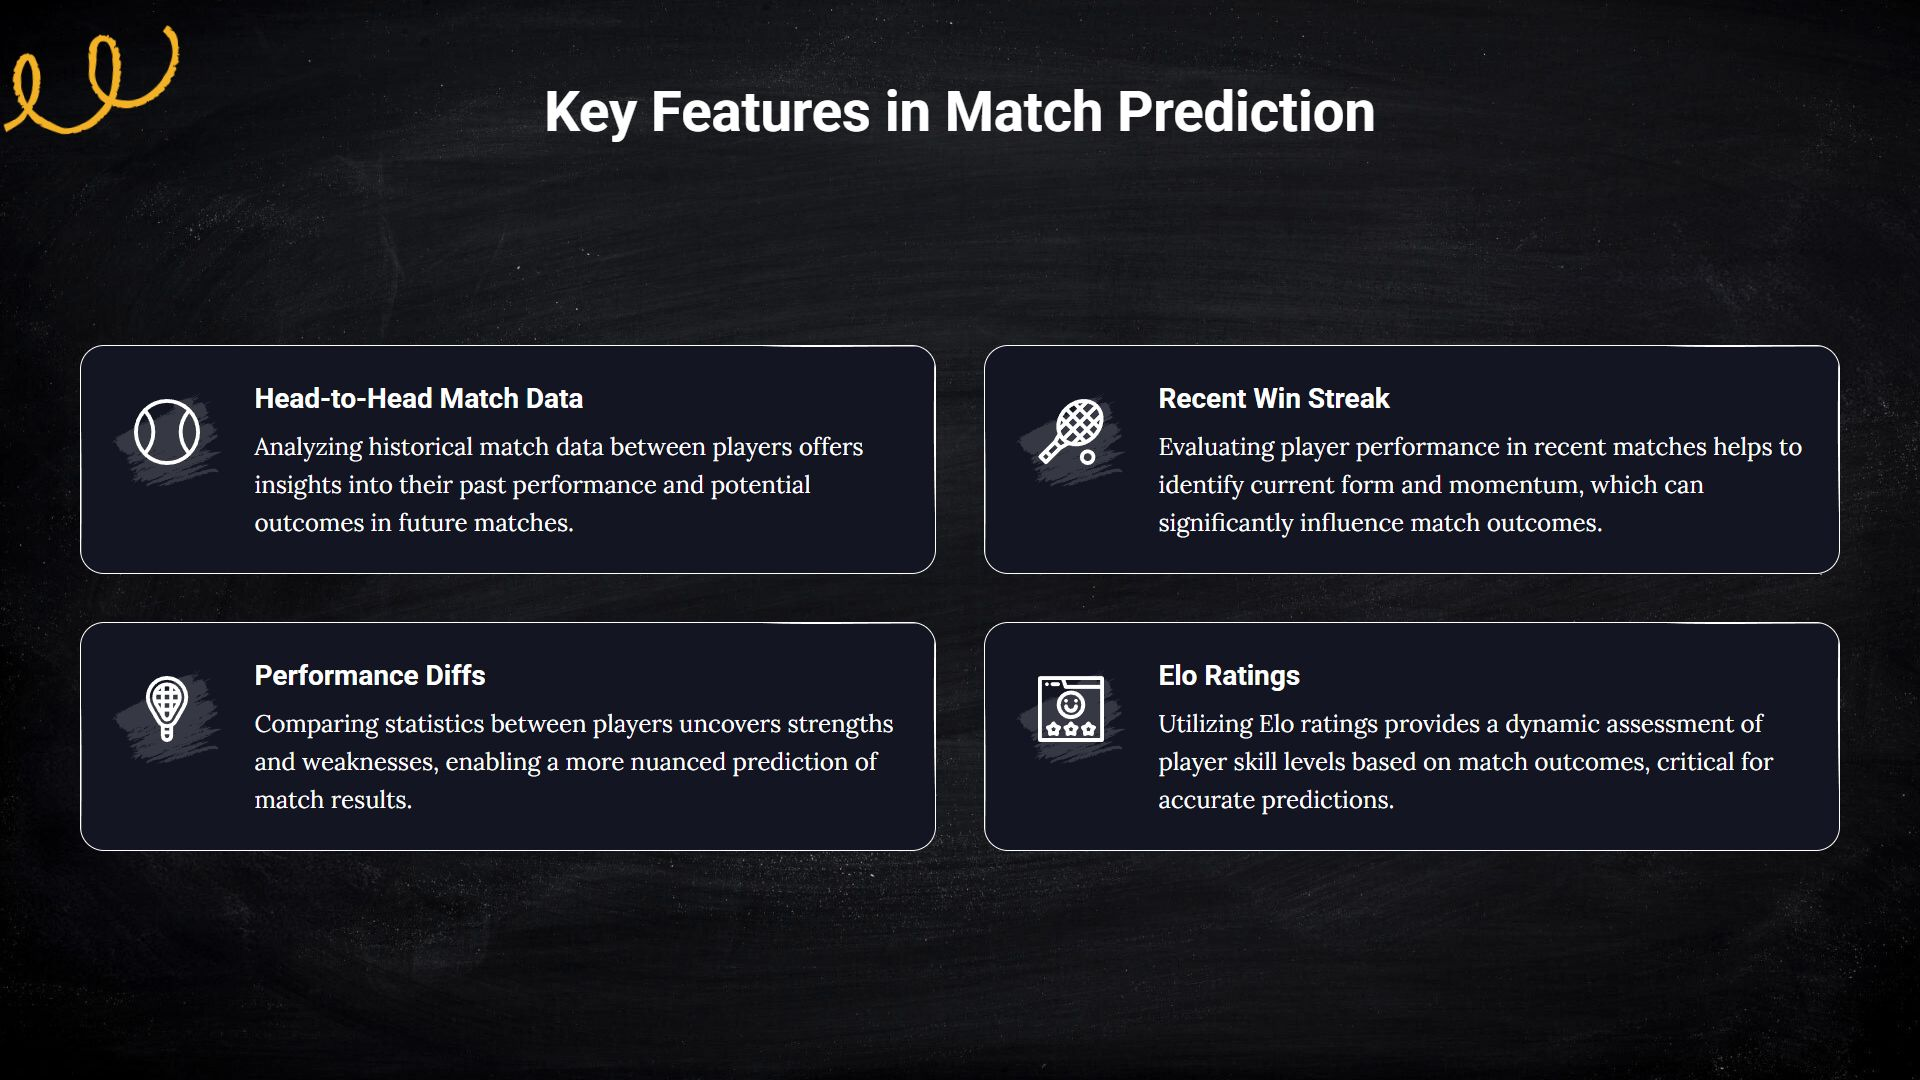 Key Features in Match Prediction
Head-to-Head Match Data
Analyzing historical match data between players offers
insights into their past performance and potential
outcomes in future matches.
Recent Win Streak
Evaluating player performance in recent matches helps to
identify current form and momentum, which can
significantly influence match outcomes.
Performance Diffs
Comparing statistics between players uncovers strengths
and weaknesses, enabling a more nuanced prediction of
match results.
Elo Ratings
Utilizing Elo ratings provides a dynamic assessment of
player skill levels based on match outcomes, critical for
accurate predictions.